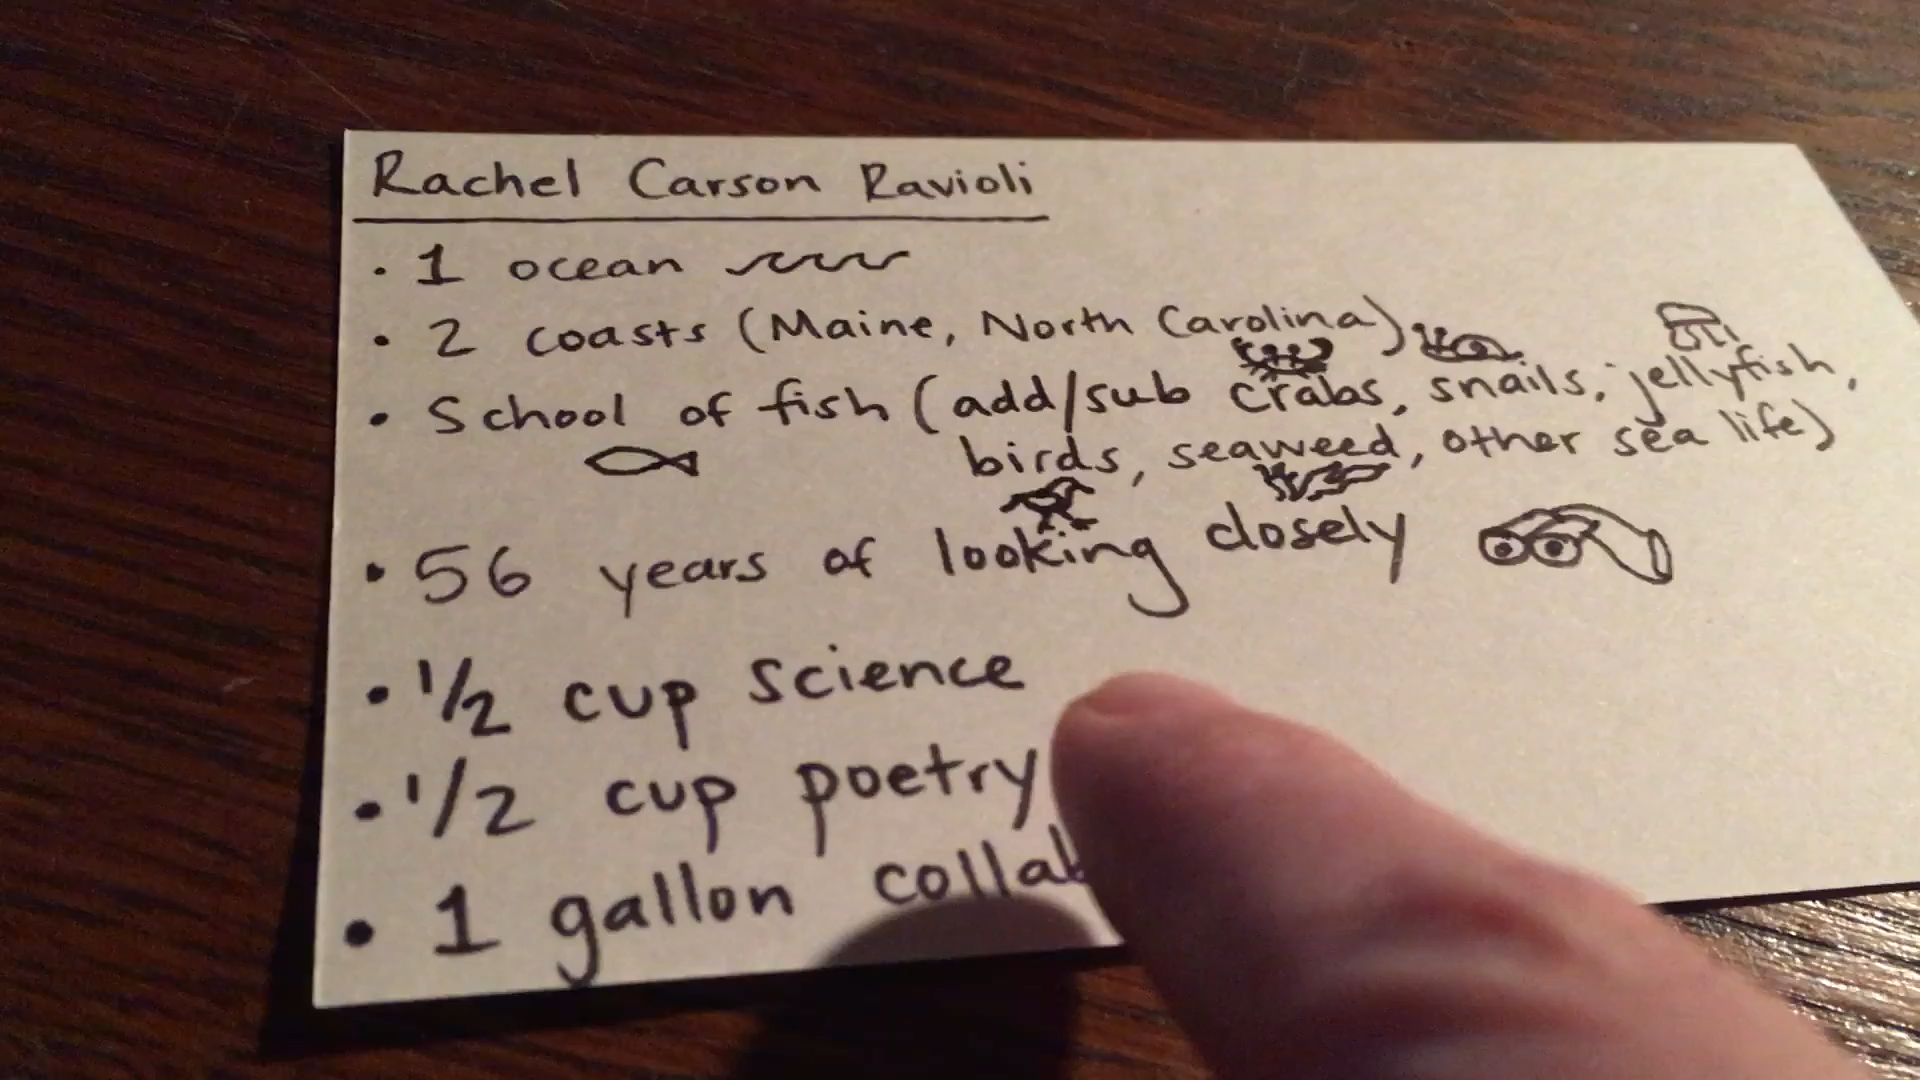 Rachel Carson Ravioli
• 1 ocean
• 2 coasts (Maine, North Carolina)
• School of fish (add/sub crabs, snails, jellyfish,
birds, seaweed, other sea life)
• 56 years of looking closely
• 1/2 cup science
• 1/2 cup poetry
• 1 gallon